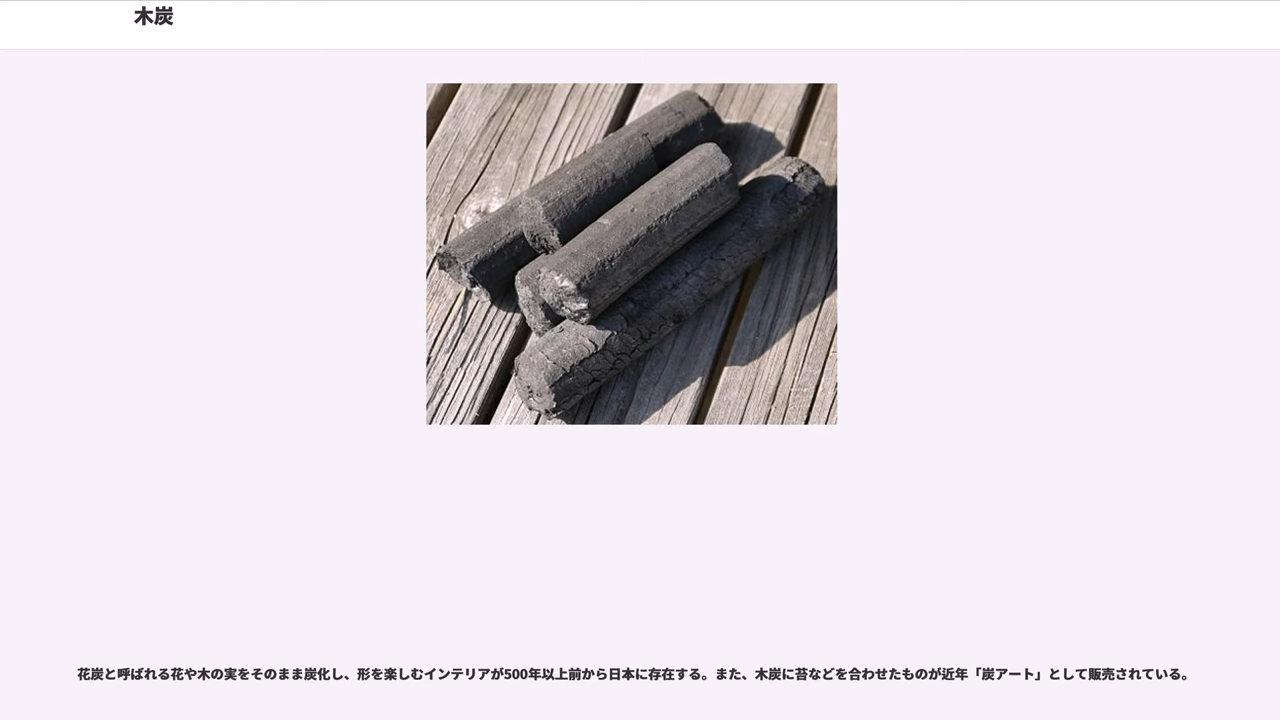 木炭
花炭と呼ばれる花や木の実をそのまま炭化し、形を楽しむインテリアが500年以上前から日本に存在する。また、木炭に苔などを合わせたものが近年「炭アート」として販売されている。